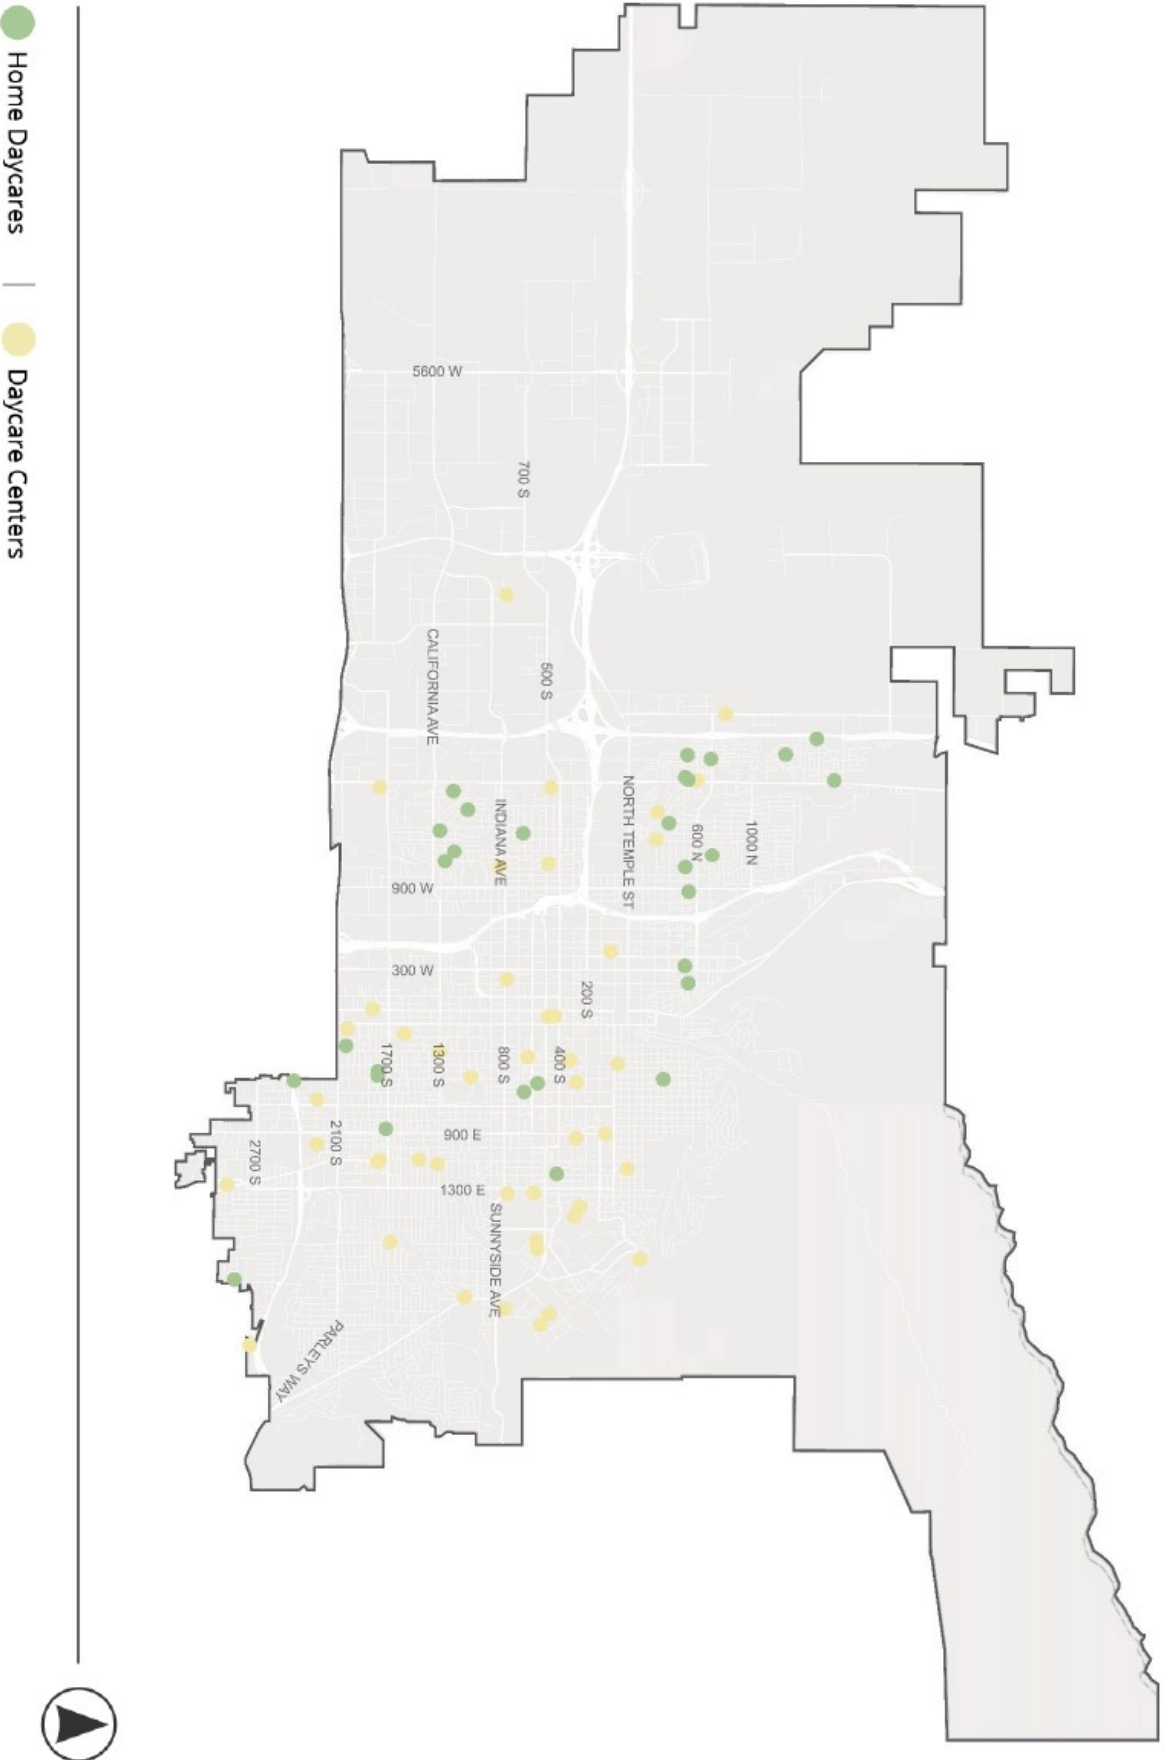 5600 W
700 S
CALIFORNIA AVE
500 S
INDIANA AVE
NORTH TEMPLE ST
600 N
1000 N
900 W
300 W
200 S
1700 S
1300 S
800 S
400 S
2100 S
2700 S
900 E
1300 E
SUNNYSIDE AVE
PARLEYS WAY
Home Daycares | Daycare Centers